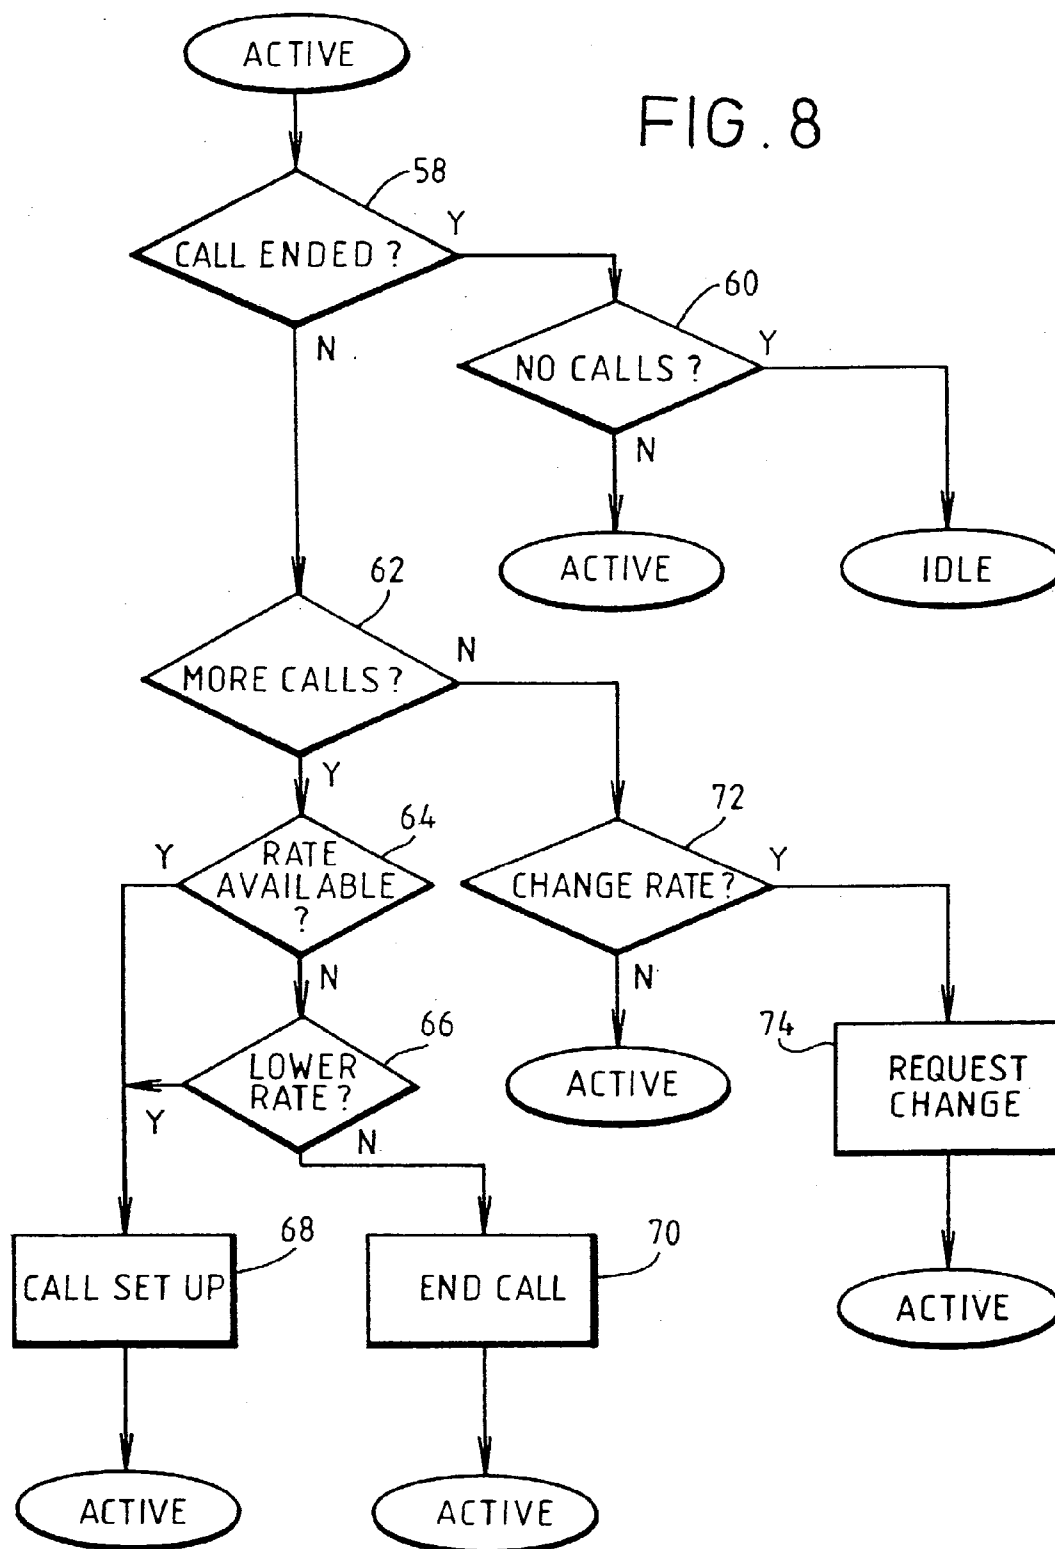 ACTIVE
FIG. 8
58
CALL ENDED ?
Y
N
60
NO CALLS ?
Y
N
ACTIVE
IDLE
62
MORE CALLS ?
N
Y
64
Y
RATE
AVAILABLE
?
N
72
CHANGE RATE ?
Y
N
66
LOWER
RATE ?
Y
N
ACTIVE
74
REQUEST
CHANGE
68
CALL SET UP
70
END CALL
ACTIVE
ACTIVE
ACTIVE